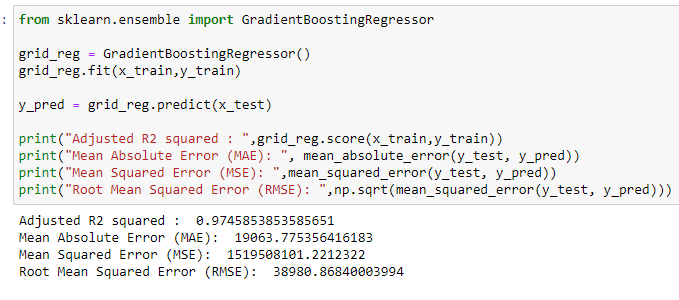 : from sklearn.ensemble import GradientBoostingRegressor
grid_reg = GradientBoostingRegressor()
grid_reg.fit(x_train,y_train)
y_pred = grid_reg.predict(x_test)
print("Adjusted R2 squared : ",grid_reg.score(x_train,y_train))
print("Mean Absolute Error (MAE): ", mean_absolute_error(y_test, y_pred))
print("Mean Squared Error (MSE): ",mean_squared_error(y_test, y_pred))
print("Root Mean Squared Error (RMSE): ",np.sqrt(mean_squared_error(y_test, y_pred)))
Adjusted R2 squared :  0.9745853853585651
Mean Absolute Error (MAE):  19063.775356416183
Mean Squared Error (MSE):  1519508101.2212322
Root Mean Squared Error (RMSE):  38980.86840003994